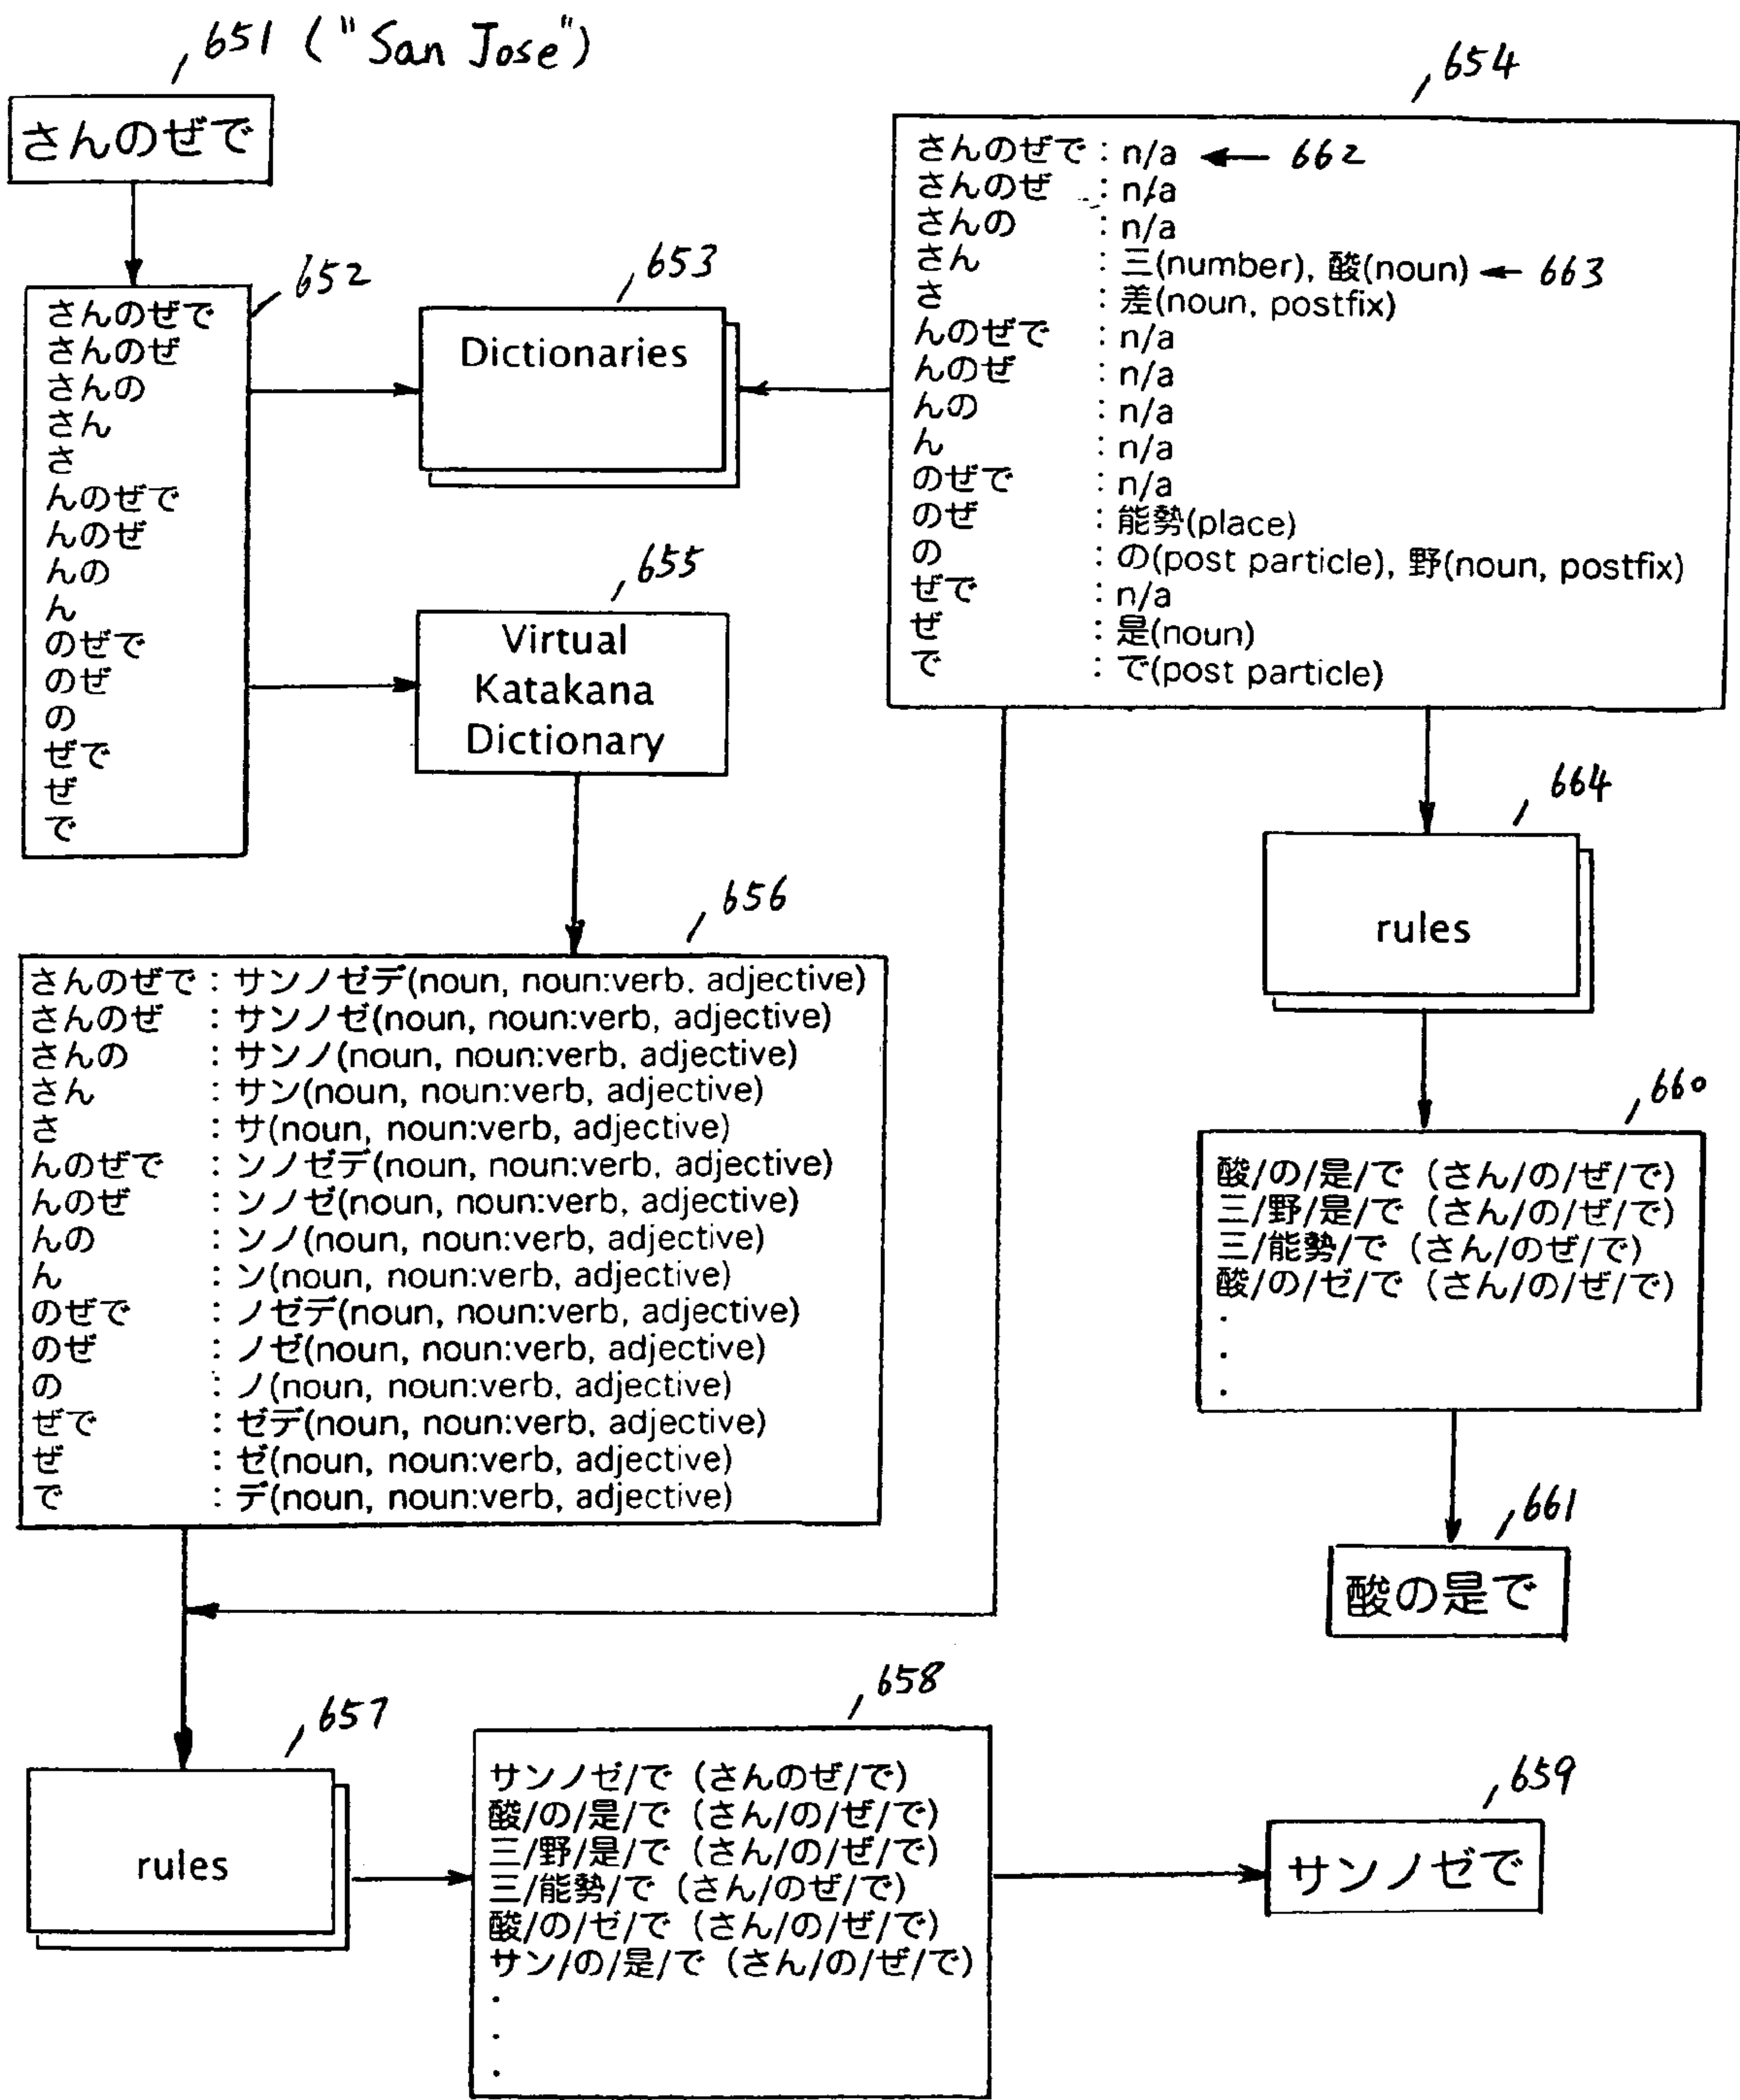 651 ("San Jose")
さんのぜで
652
さんのぜで
さんのぜ
さんの
さん
さ
んのぜで
んのぜ
んの
ん
のぜで
のぜ
の
ぜで
ぜ
で
653
Dictionaries
654
さんのぜで : n/a ← 662
さんのぜ : n/a
さんの : n/a
さん : 三(number), 酸(noun) ← 663
さ : 差(noun, postfix)
んのぜで : n/a
んのぜ : n/a
んの : n/a
ん : n/a
のぜで : n/a
のぜ : 能勢(place)
の : の(post particle), 野(noun, postfix)
ぜで : n/a
ぜ : 是(noun)
で : で(post particle)
655
Virtual
Katakana
Dictionary
656
さんのぜで : サンノゼデ(noun, noun:verb, adjective)
さんのぜ : サンノゼ(noun, noun:verb, adjective)
さんの : サンノ(noun, noun:verb, adjective)
さん : サン(noun, noun:verb, adjective)
さ : サ(noun, noun:verb, adjective)
んのぜで : ンノゼデ(noun, noun:verb, adjective)
んのぜ : ンノゼ(noun, noun:verb, adjective)
んの : ンノ(noun, noun:verb, adjective)
ん : ン(noun, noun:verb, adjective)
のぜで : ノゼデ(noun, noun:verb, adjective)
のぜ : ノゼ(noun, noun:verb, adjective)
の : ノ(noun, noun:verb, adjective)
ぜで : ゼデ(noun, noun:verb, adjective)
ぜ : ゼ(noun, noun:verb, adjective)
で : デ(noun, noun:verb, adjective)
664
rules
660
酸/の/是/で (さん/の/ぜ/で)
三/野/是/で (さん/の/ぜ/で)
三/能勢/で (さん/のぜ/で)
酸/の/ゼ/で (さん/の/ぜ/で)
.
.
.
661
酸の是で
657
rules
658
サンノゼ/で (さんのぜ/で)
酸/の/是/で (さん/の/ぜ/で)
三/野/是/で (さん/の/ぜ/で)
三/能勢/で (さん/のぜ/で)
酸/の/ゼ/で (さん/の/ぜ/で)
サン/の/是/で (さん/の/ぜ/で)
.
.
.
659
サンノゼで